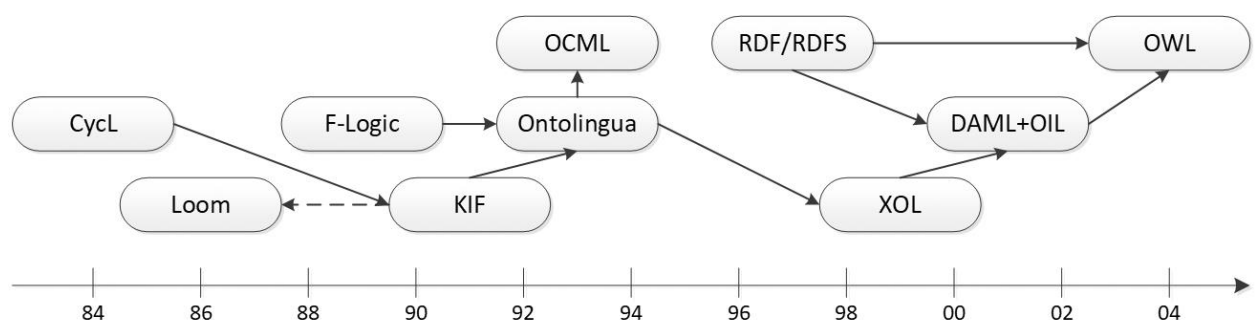 OCML
RDF/RDFS
OWL
CycL
F-Logic
Ontolingua
DAML+OIL
Loom
KIF
XOL
84 86 88 90 92 94 96 98 00 02 04